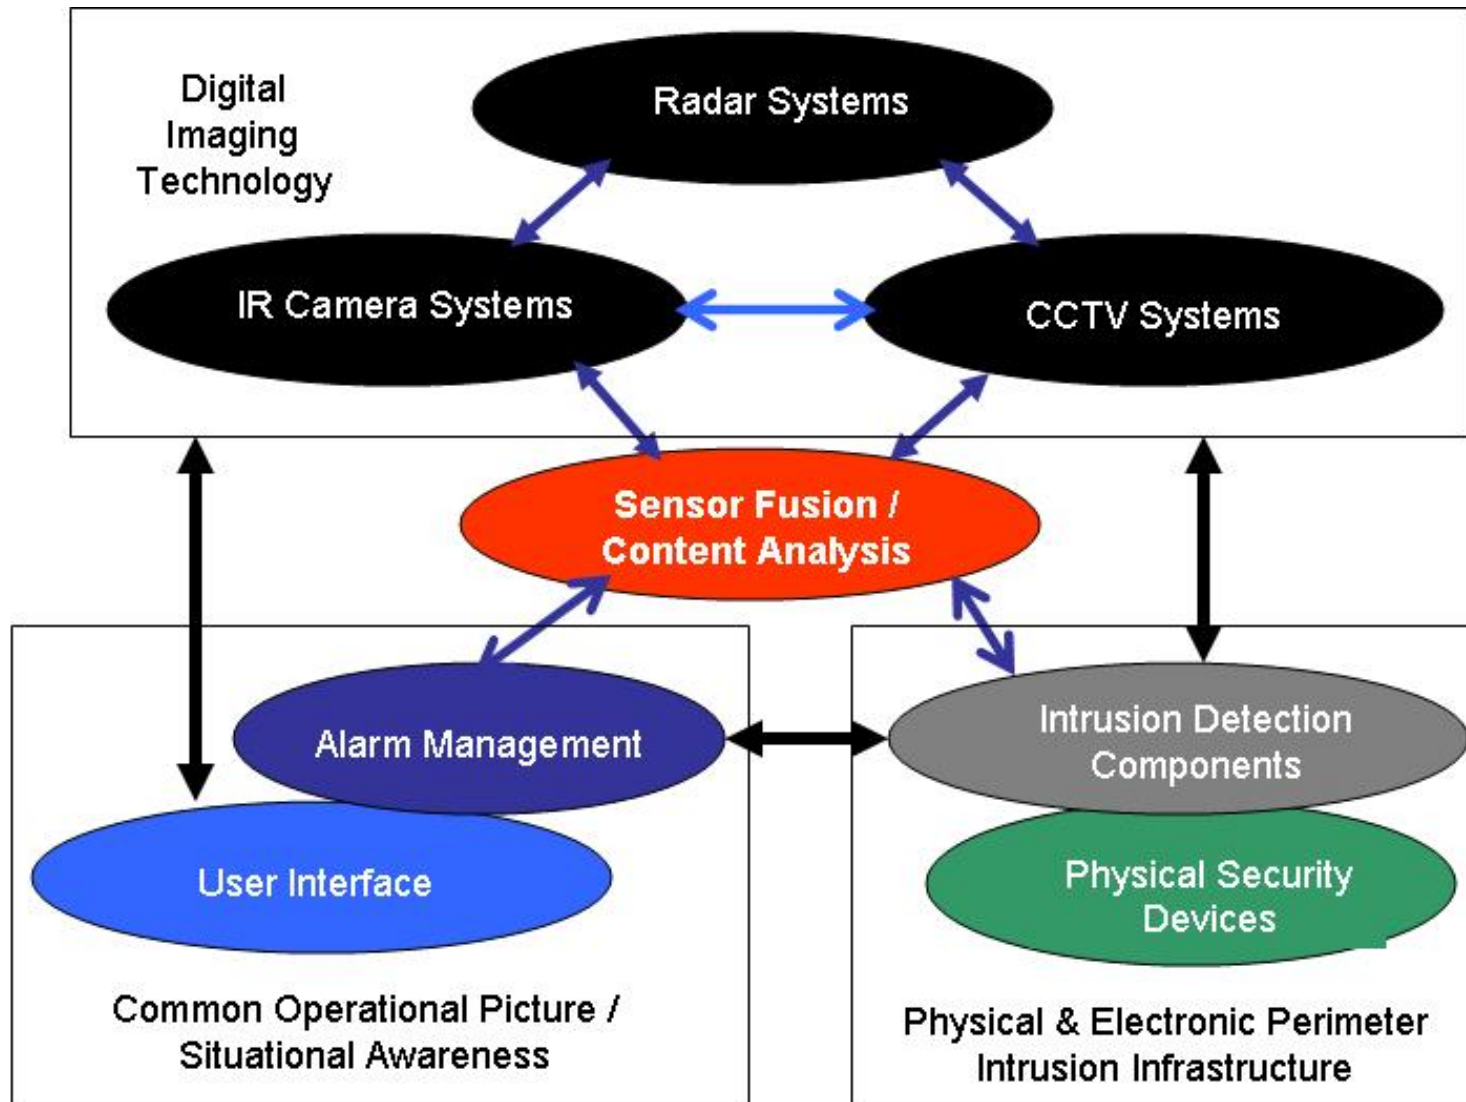 Digital
Imaging
Technology
Radar Systems
IR Camera Systems
CCTV Systems
Sensor Fusion /
Content Analysis
Alarm Management
User Interface
Common Operational Picture /
Situational Awareness
Intrusion Detection
Components
Physical Security
Devices
Physical & Electronic Perimeter
Intrusion Infrastructure